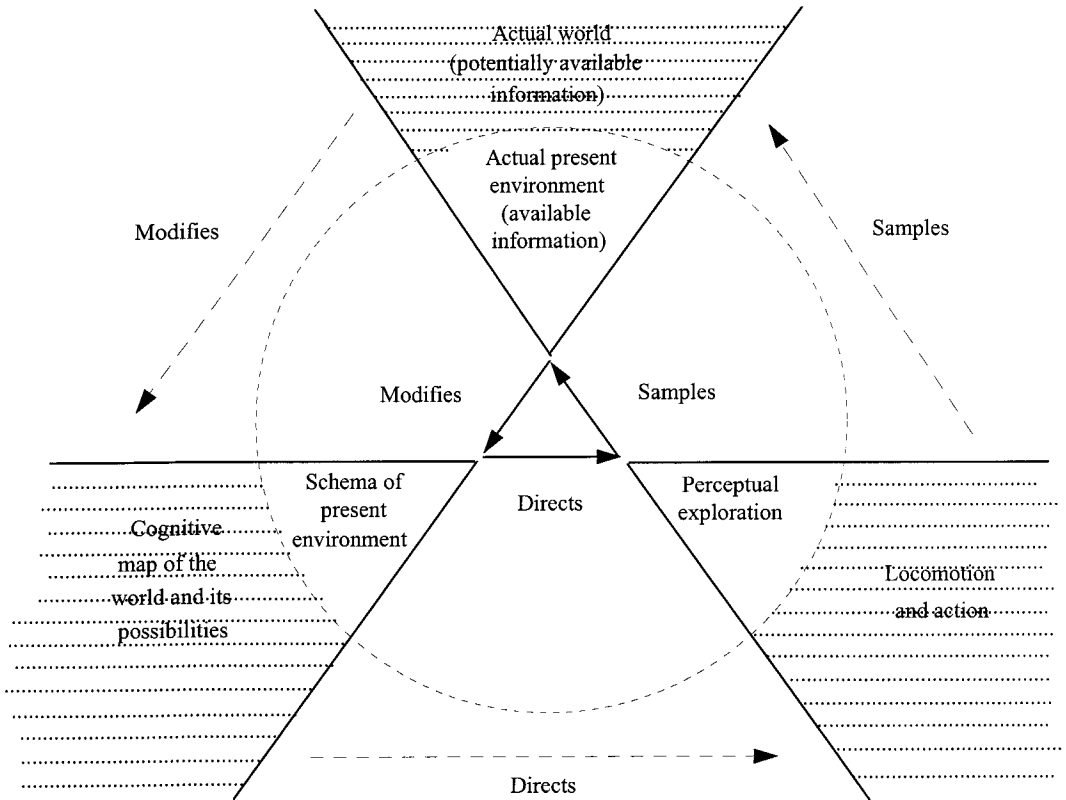 Actual world
(potentially available
information)
Actual present
environment
(available
information)
Modifies
Samples
Modifies
Samples
Schema of
present
environment
Directs
Perceptual
exploration
Cognitive
map of the
world and its
possibilities
Locomotion
and action
Directs